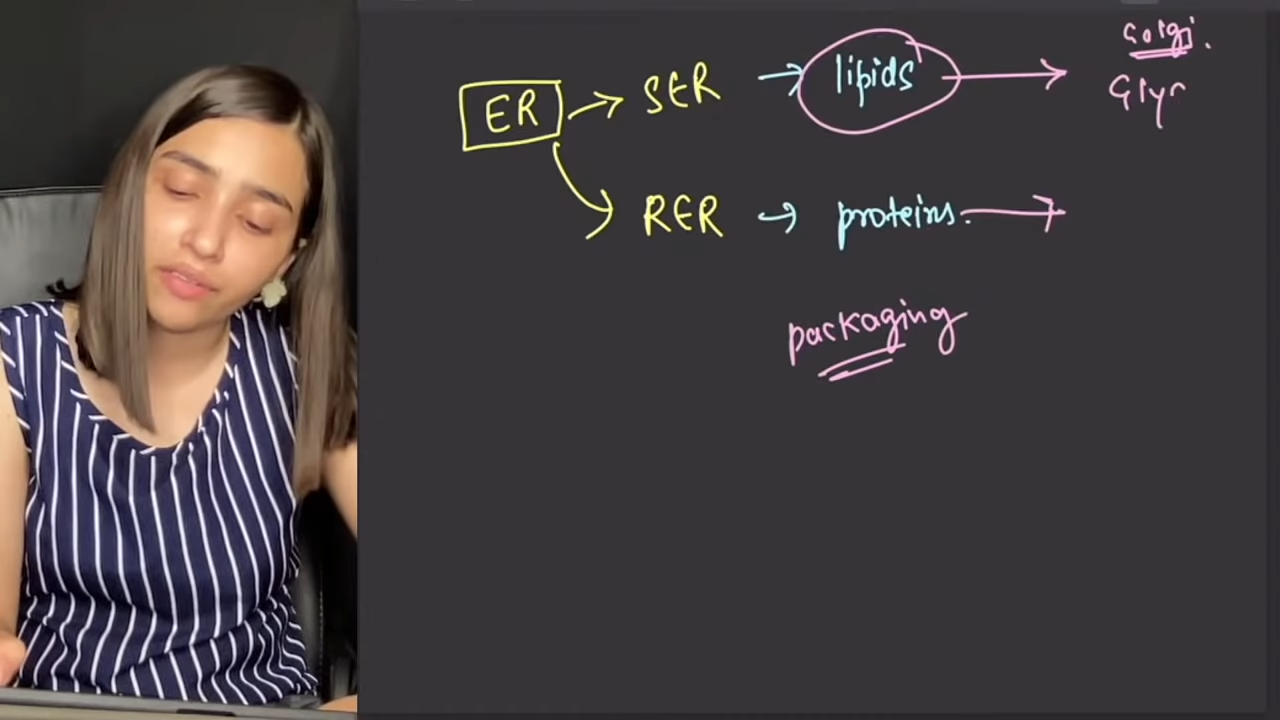 Golgi.
ER → SER → lipids → Glyc
RER → proteins. →
packaging